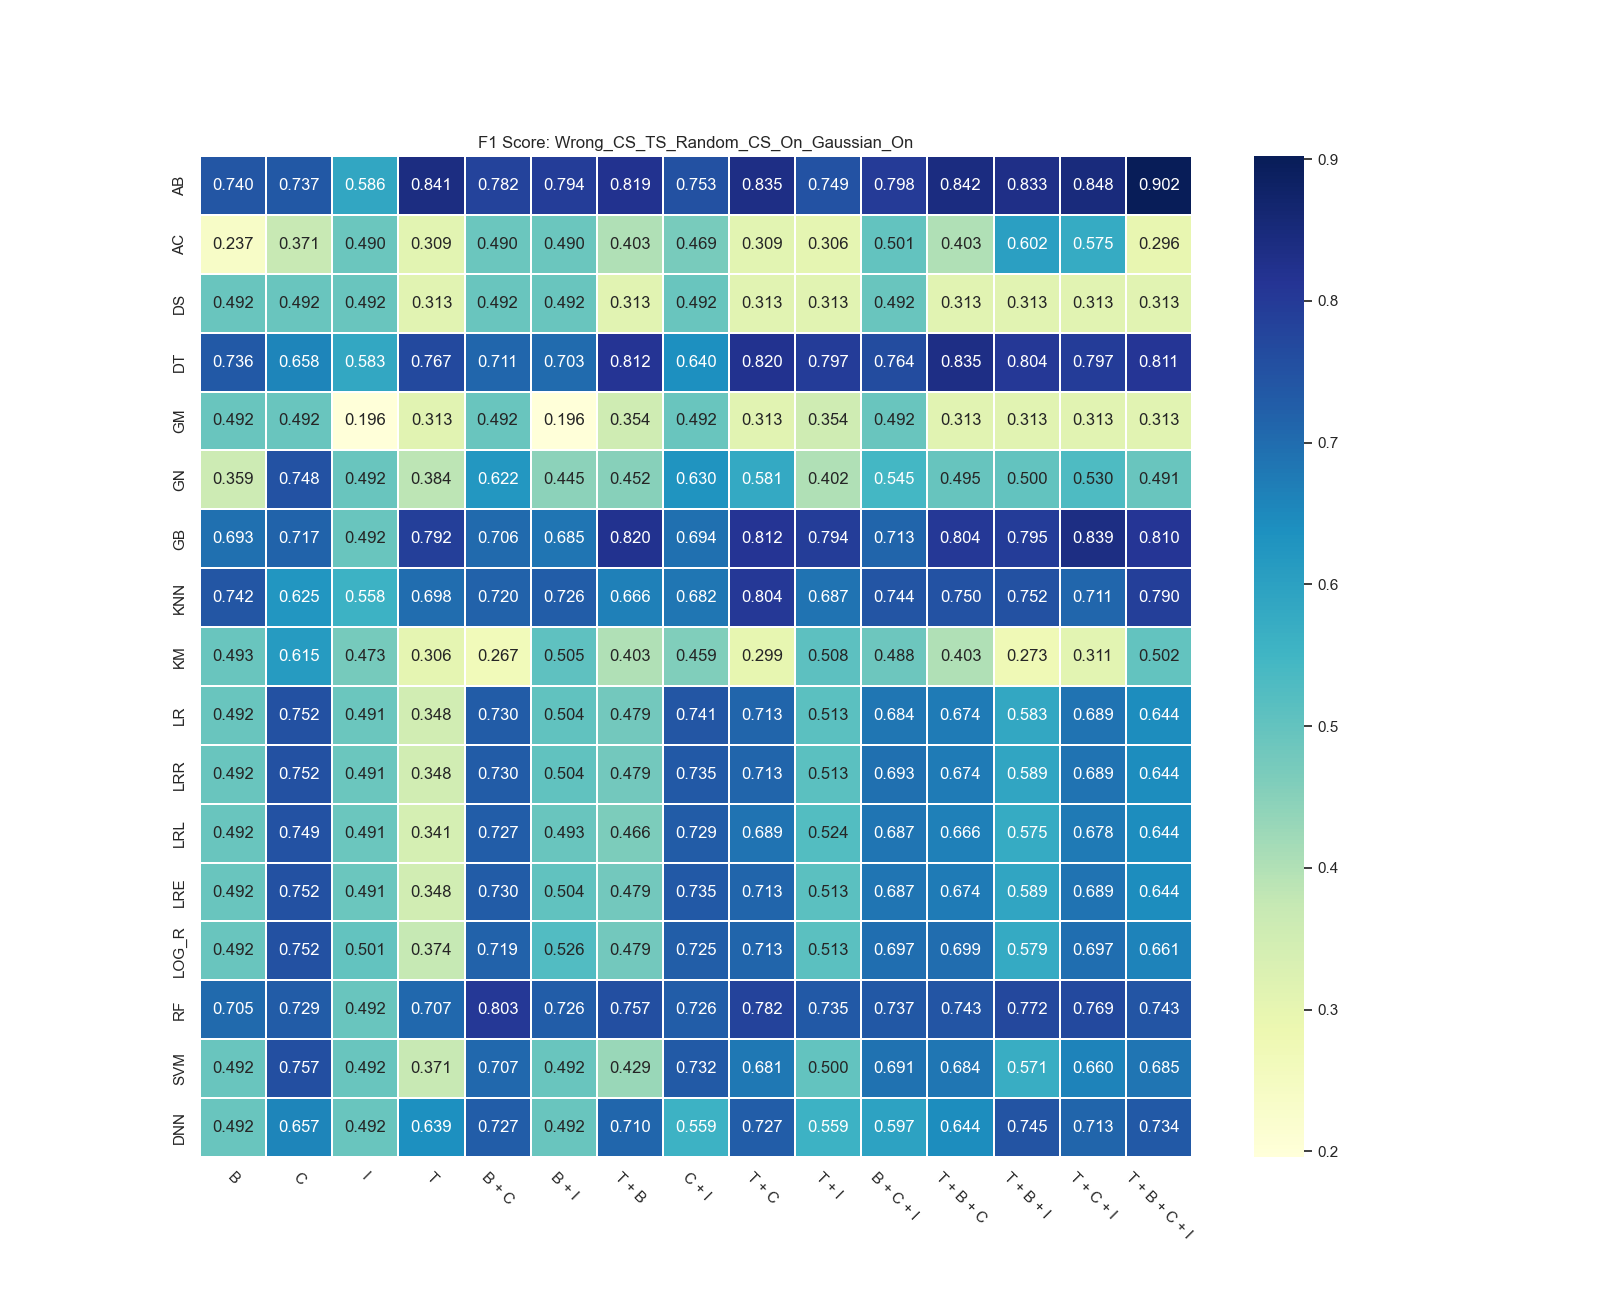 F1 Score: Wrong_CS_TS_Random_CS_On_Gaussian_On
AB 0.740 0.737 0.586 0.841 0.782 0.794 0.819 0.753 0.835 0.749 0.798 0.842 0.833 0.848 0.902
AC 0.237 0.371 0.490 0.309 0.490 0.490 0.403 0.469 0.309 0.306 0.501 0.403 0.602 0.575 0.296
DS 0.492 0.492 0.492 0.313 0.492 0.492 0.313 0.492 0.313 0.313 0.492 0.313 0.313 0.313 0.313
DT 0.736 0.658 0.583 0.767 0.711 0.703 0.812 0.640 0.820 0.797 0.764 0.835 0.804 0.797 0.811
GM 0.492 0.492 0.196 0.313 0.492 0.196 0.354 0.492 0.313 0.354 0.492 0.313 0.313 0.313 0.313
GN 0.359 0.748 0.492 0.384 0.622 0.445 0.452 0.630 0.581 0.402 0.545 0.495 0.500 0.530 0.491
GB 0.693 0.717 0.492 0.792 0.706 0.685 0.820 0.694 0.812 0.794 0.713 0.804 0.795 0.839 0.810
KNN 0.742 0.625 0.558 0.698 0.720 0.726 0.666 0.682 0.804 0.687 0.744 0.750 0.752 0.711 0.790
KM 0.493 0.615 0.473 0.306 0.267 0.505 0.403 0.459 0.299 0.508 0.488 0.403 0.273 0.311 0.502
LR 0.492 0.752 0.491 0.348 0.730 0.504 0.479 0.741 0.713 0.513 0.684 0.674 0.583 0.689 0.644
LRR 0.492 0.752 0.491 0.348 0.730 0.504 0.479 0.735 0.713 0.513 0.693 0.674 0.589 0.689 0.644
LRL 0.492 0.749 0.491 0.341 0.727 0.493 0.466 0.729 0.689 0.524 0.687 0.666 0.575 0.678 0.644
LRE 0.492 0.752 0.491 0.348 0.730 0.504 0.479 0.735 0.713 0.513 0.687 0.674 0.589 0.689 0.644
LOG_R 0.492 0.752 0.501 0.374 0.719 0.526 0.479 0.725 0.713 0.513 0.697 0.699 0.579 0.697 0.661
RF 0.705 0.729 0.492 0.707 0.803 0.726 0.757 0.726 0.782 0.735 0.737 0.743 0.772 0.769 0.743
SVM 0.492 0.757 0.492 0.371 0.707 0.492 0.429 0.732 0.681 0.500 0.691 0.684 0.571 0.660 0.685
DNN 0.492 0.657 0.492 0.639 0.727 0.492 0.710 0.559 0.727 0.559 0.597 0.644 0.745 0.713 0.734
B C I T B + C B + I T + B C + I T + C T + I B + C + I T + B + C T + B + I T + C + I T + B + C + I
0.9
0.8
0.7
0.6
0.5
0.4
0.3
0.2